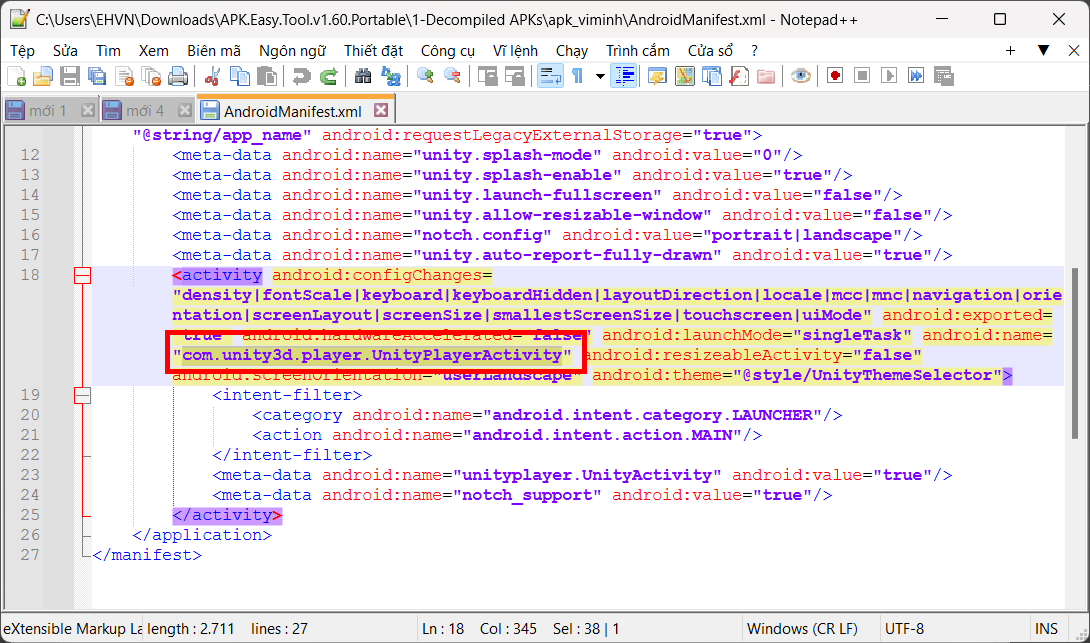 C:\Users\EHVN\Downloads\APK.Easy.Tool.v1.60.Portable\1-Decompiled APKs\apk_viminh\AndroidManifest.xml - Notepad++
Tệp Sửa Tìm Xem Biên mã Ngôn ngữ Thiết đặt Công cụ Vĩ lệnh Chạy Trình cắm Cửa sổ ? + ▼ X
mới 1 mới 4 AndroidManifest.xml
"@string/app_name" android:requestLegacyExternalStorage="true">
12 <meta-data android:name="unity.splash-mode" android:value="0"/>
13 <meta-data android:name="unity.splash-enable" android:value="true"/>
14 <meta-data android:name="unity.launch-fullscreen" android:value="false"/>
15 <meta-data android:name="unity.allow-resizable-window" android:value="false"/>
16 <meta-data android:name="notch.config" android:value="portrait|landscape"/>
17 <meta-data android:name="unity.auto-report-fully-drawn" android:value="true"/>
18 <activity android:configChanges=
"density|fontScale|keyboard|keyboardHidden|layoutDirection|locale|mcc|mnc|navigation|orie
ntation|screenLayout|screenSize|smallestScreenSize|touchscreen|uiMode" android:exported=
"true" android:hardwareAccelerated="false" android:launchMode="singleTask" android:name=
"com.unity3d.player.UnityPlayerActivity" android:resizeableActivity="false"
android:screenOrientation="userLandscape" android:theme="@style/UnityThemeSelector">
19 <intent-filter>
20 <category android:name="android.intent.category.LAUNCHER"/>
21 <action android:name="android.intent.action.MAIN"/>
22 </intent-filter>
23 <meta-data android:name="unityplayer.UnityActivity" android:value="true"/>
24 <meta-data android:name="notch_support" android:value="true"/>
25 </activity>
26 </application>
27 </manifest>
eXtensible Markup La length : 2.711 lines : 27 Ln : 18 Col : 345 Sel : 38 | 1 Windows (CR LF) UTF-8 INS